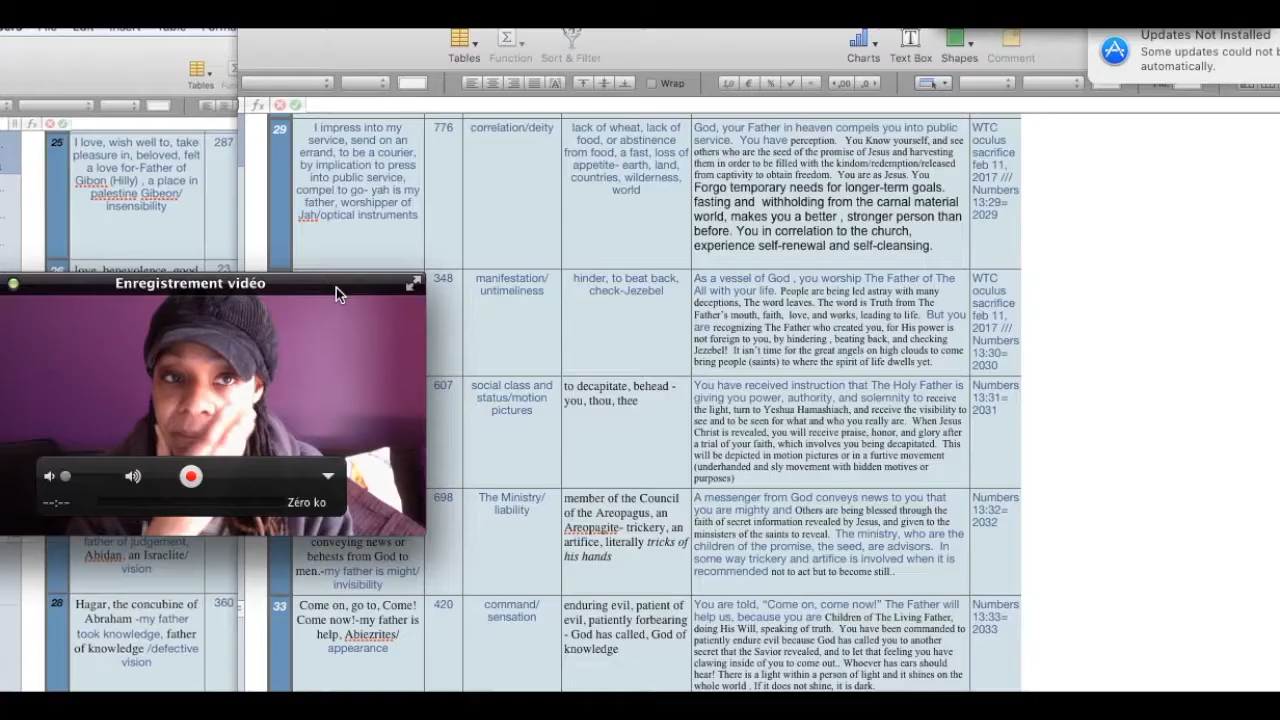 Edit
Insert
Table
Updates Not Installed
Some updates could not b
automatically.
Tables
Function
Sort & Filter
Charts
Text Box
Shapes
Comment
Tables
Wrap
25
I love, wish well to, take
pleasure in, beloved, felt
a love for-Father of
Gibon (Hilly) , a place in
palestine Gibeon/
insensibility
287
29
I impress into my
service, send on an
errand, to be a courier,
by implication to press
into public service,
compel to go- yah is my
father, worshipper of
Jah/optical instruments
776
correlation/deity
lack of wheat, lack of
food, or abstinence
from food, a fast, loss of
appetite- earth, land,
countries, wilderness,
world
God, your Father in heaven compels you into public
service. You have perception. You Know yourself, and see
others who are the seed of the promise of Jesus and harvesting
them in order to be filled with the kindom/redemption/released
from captivity to obtain freedom. You are as Jesus. You
Forgo temporary needs for longer-term goals.
fasting and withholding from the carnal material
world, makes you a better , stronger person than
before. You in correlation to the church,
experience self-renewal and self-cleansing.
WTC
oculus
sacrifice
feb 11,
2017 ///
Numbers
13:29=
2029
Enregistrement vidéo
--:--
Zéro ko
348
manifestation/
untimeliness
hinder, to beat back,
check-Jezebel
As a vessel of God , you worship The Father of The
All with your life. People are being led astray with many
deceptions, The word leaves. The word is Truth from The
Father's mouth, faith, love, and works, leading to life. But you
are recognizing The Father who created you, for His power is
not foreign to you, by hindering , beating back, and checking
Jezebel! It isn't time for the great angels on high clouds to come
bring people (saints) to where the spirit of life dwells yet.
WTC
oculus
sacrifice
feb 11,
2017 ///
Numbers
13:30=
2030
607
social class and
status/motion
pictures
to decapitate, behead -
you, thou, thee
You have received instruction that The Holy Father is
giving you power, authority, and solemnity to receive
the light, turn to Yeshua Hamashiach, and receive the visibility to
see and to be seen for what and who you really are. When Jesus
Christ is revealed, you will receive praise, honor, and glory after
a trial of your faith, which involves you being decapitated. This
will be depicted in motion pictures or in a furtive movement
(underhanded and sly movement with hidden motives or
purposes)
Numbers
13:31=
2031
father of judgement,
Abidan, an Israelite/
vision
conveying news or
behests from God to
men.-my father is might/
invisibility
698
The Ministry/
liability
member of the Council
of the Areopagus, an
Areopagite- trickery, an
artifice, literally tricks of
his hands
A messenger from God conveys news to you that
you are mighty and Others are being blessed through the
faith of secret information revealed by Jesus, and given to the
minsisters of the saints to reveal. The ministry, who are the
children of the promise, the seed, are advisors. In
some way trickery and artifice is involved when it is
recommended not to act but to become still..
Numbers
13:32=
2032
28
Hagar, the concubine of
Abraham -my father
took knowledge, father
of knowledge /defective
vision
360
33
Come on, go to, Come!
Come now!-my father is
help, Abiezrites/
appearance
420
command/
sensation
enduring evil, patient of
evil, patiently forbearing
- God has called, God of
knowledge
You are told, "Come on, come now!" The Father will
help us, because you are Children of The Living Father,
doing His Will, speaking of truth. You have been commanded to
patiently endure evil because God has called you to another
secret that the Savior revealed, and to let that feeling you have
clawing inside of you to come out.. Whoever has ears should
hear! There is a light within a person of light and it shines on the
whole world . If it does not shine, it is dark.
Numbers
13:33=
2033